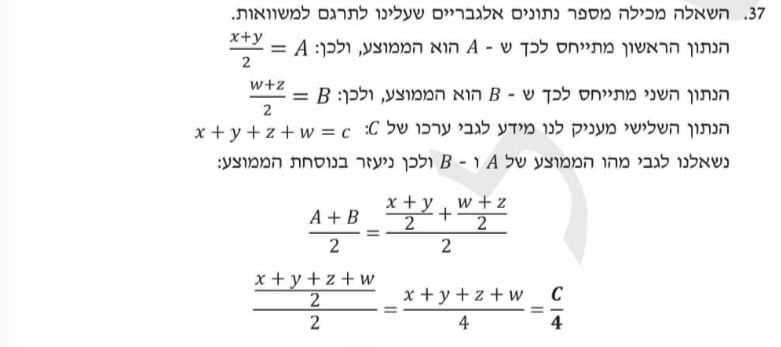 37. השאלה מכילה מספר נתונים אלגבריים שעלינו לתרגם למשוואות.
הנתון הראשון מתייחס לכך ש - A הוא הממוצע, ולכן: A = \frac{x+y}{2}
הנתון השני מתייחס לכך ש - B הוא הממוצע, ולכן: B = \frac{w+z}{2}
הנתון השלישי מעניק לנו מידע לגבי ערכו של C: x + y + z + w = c
נשאלנו לגבי מהו הממוצע של A ו - B ולכן ניעזר בנוסחת הממוצע:
\frac{A + B}{2} = \frac{\frac{x + y}{2} + \frac{w + z}{2}}{2}
\frac{\frac{x + y + z + w}{2}}{2} = \frac{x + y + z + w}{4} = \frac{C}{4}